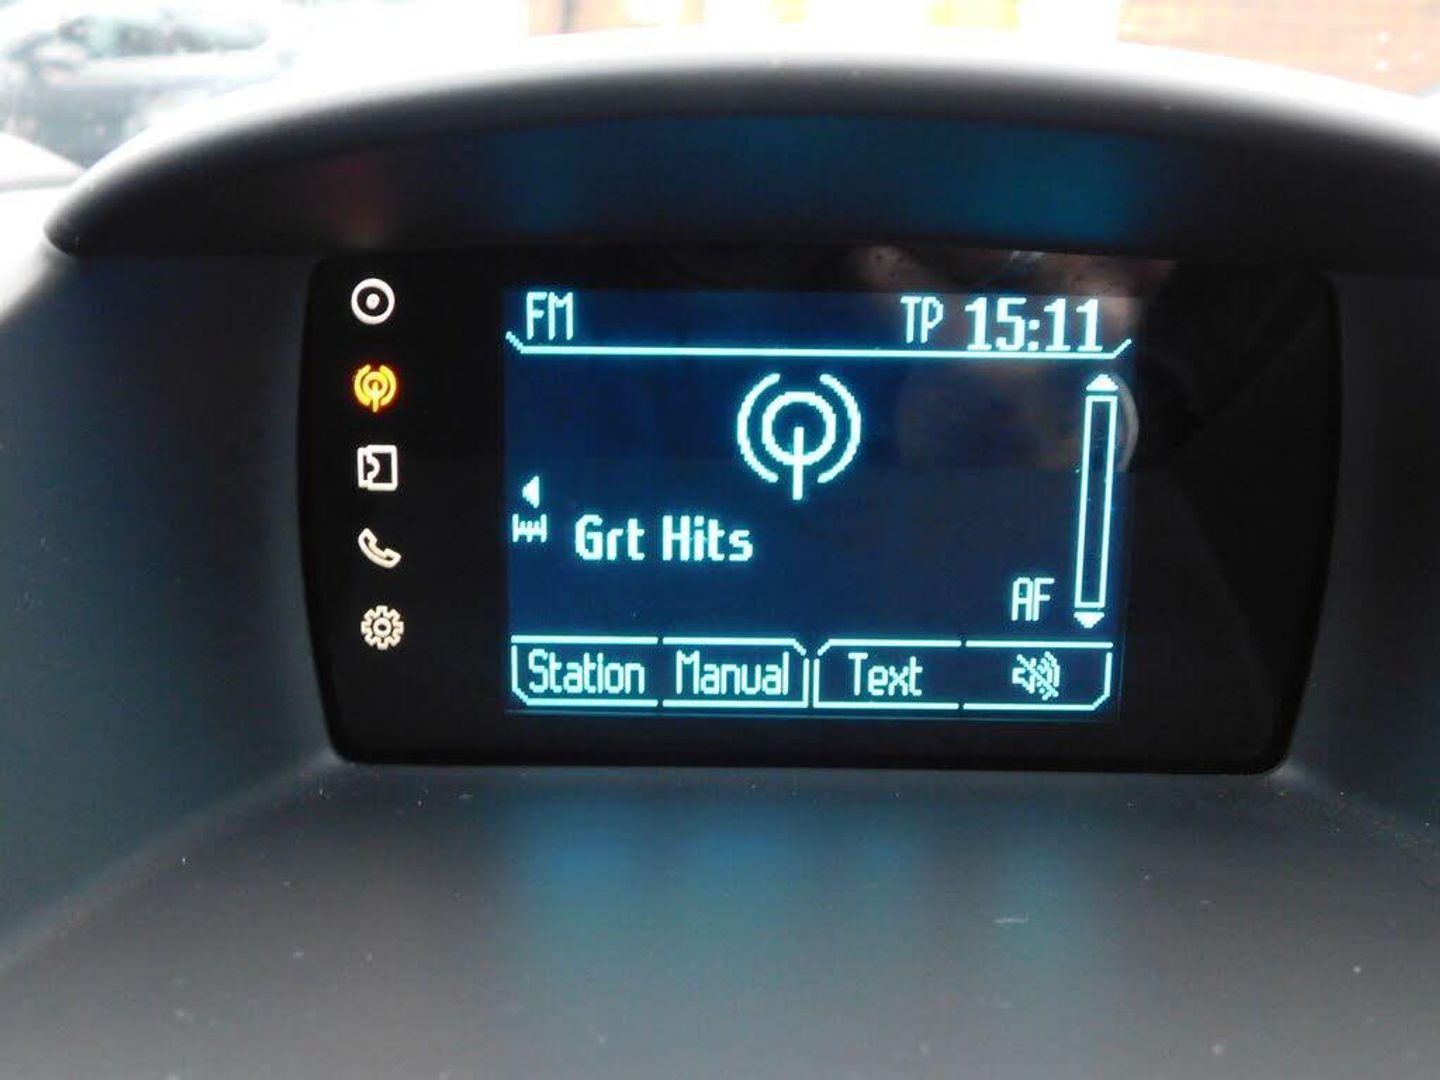 FM TP 15:11
Grt Hits
AF
Station Manual Text